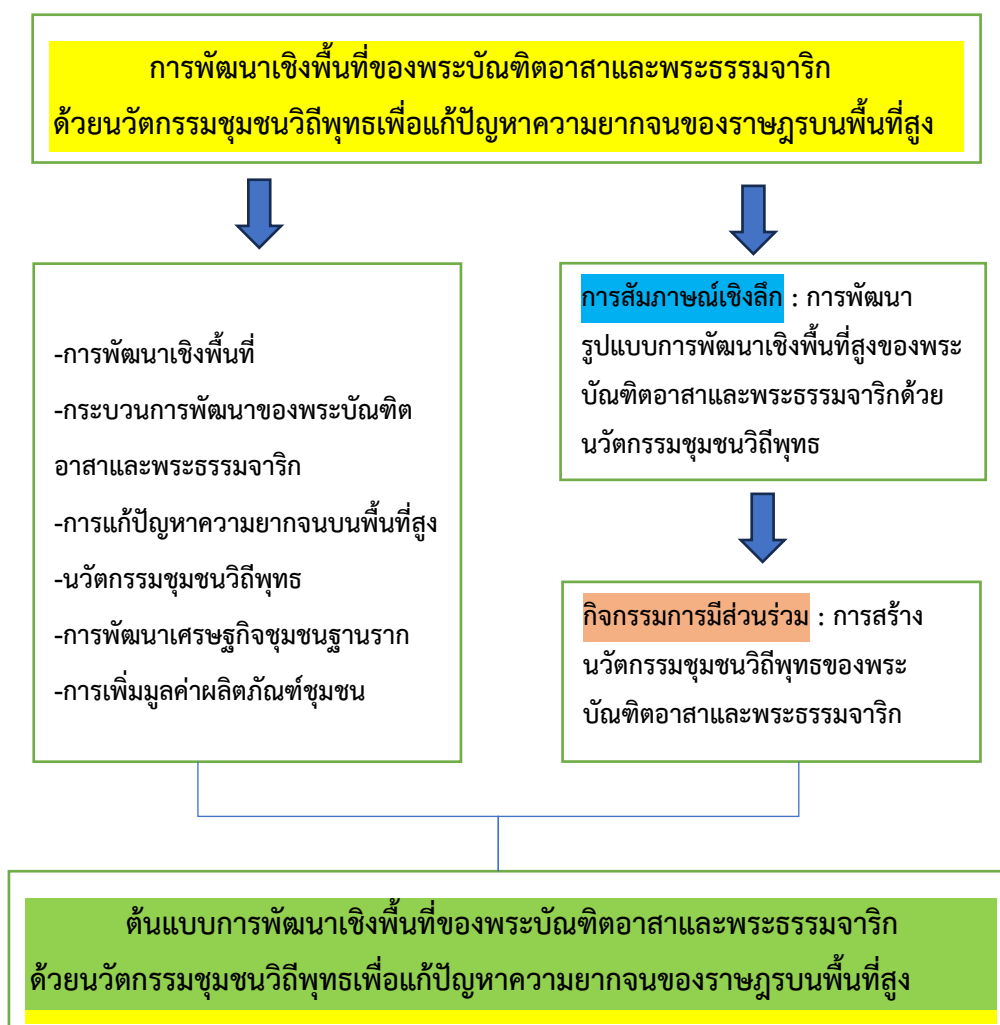 การพัฒนาเชิงพื้นที่ของพระบัณฑิตอาสาและพระธรรมจาริก
ด้วยนวัตกรรมชุมชนวิถีพุทธเพื่อแก้ปัญหาความยากจนของราษฎรบนพื้นที่สูง
-การพัฒนาเชิงพื้นที่
-กระบวนการพัฒนาของพระบัณฑิต
อาสาและพระธรรมจาริก
-การแก้ปัญหาความยากจนบนพื้นที่สูง
-นวัตกรรมชุมชนวิถีพุทธ
-การพัฒนาเศรษฐกิจชุมชนฐานราก
-การเพิ่มมูลค่าผลิตภัณฑ์ชุมชน
การสัมภาษณ์เชิงลึก : การพัฒนา
รูปแบบการพัฒนาเชิงพื้นที่สูงของพระ
บัณฑิตอาสาและพระธรรมจาริกด้วย
นวัตกรรมชุมชนวิถีพุทธ
กิจกรรมการมีส่วนร่วม : การสร้าง
นวัตกรรมชุมชนวิถีพุทธของพระ
บัณฑิตอาสาและพระธรรมจาริก
ต้นแบบการพัฒนาเชิงพื้นที่ของพระบัณฑิตอาสาและพระธรรมจาริก
ด้วยนวัตกรรมชุมชนวิถีพุทธเพื่อแก้ปัญหาความยากจนของราษฎรบนพื้นที่สูง